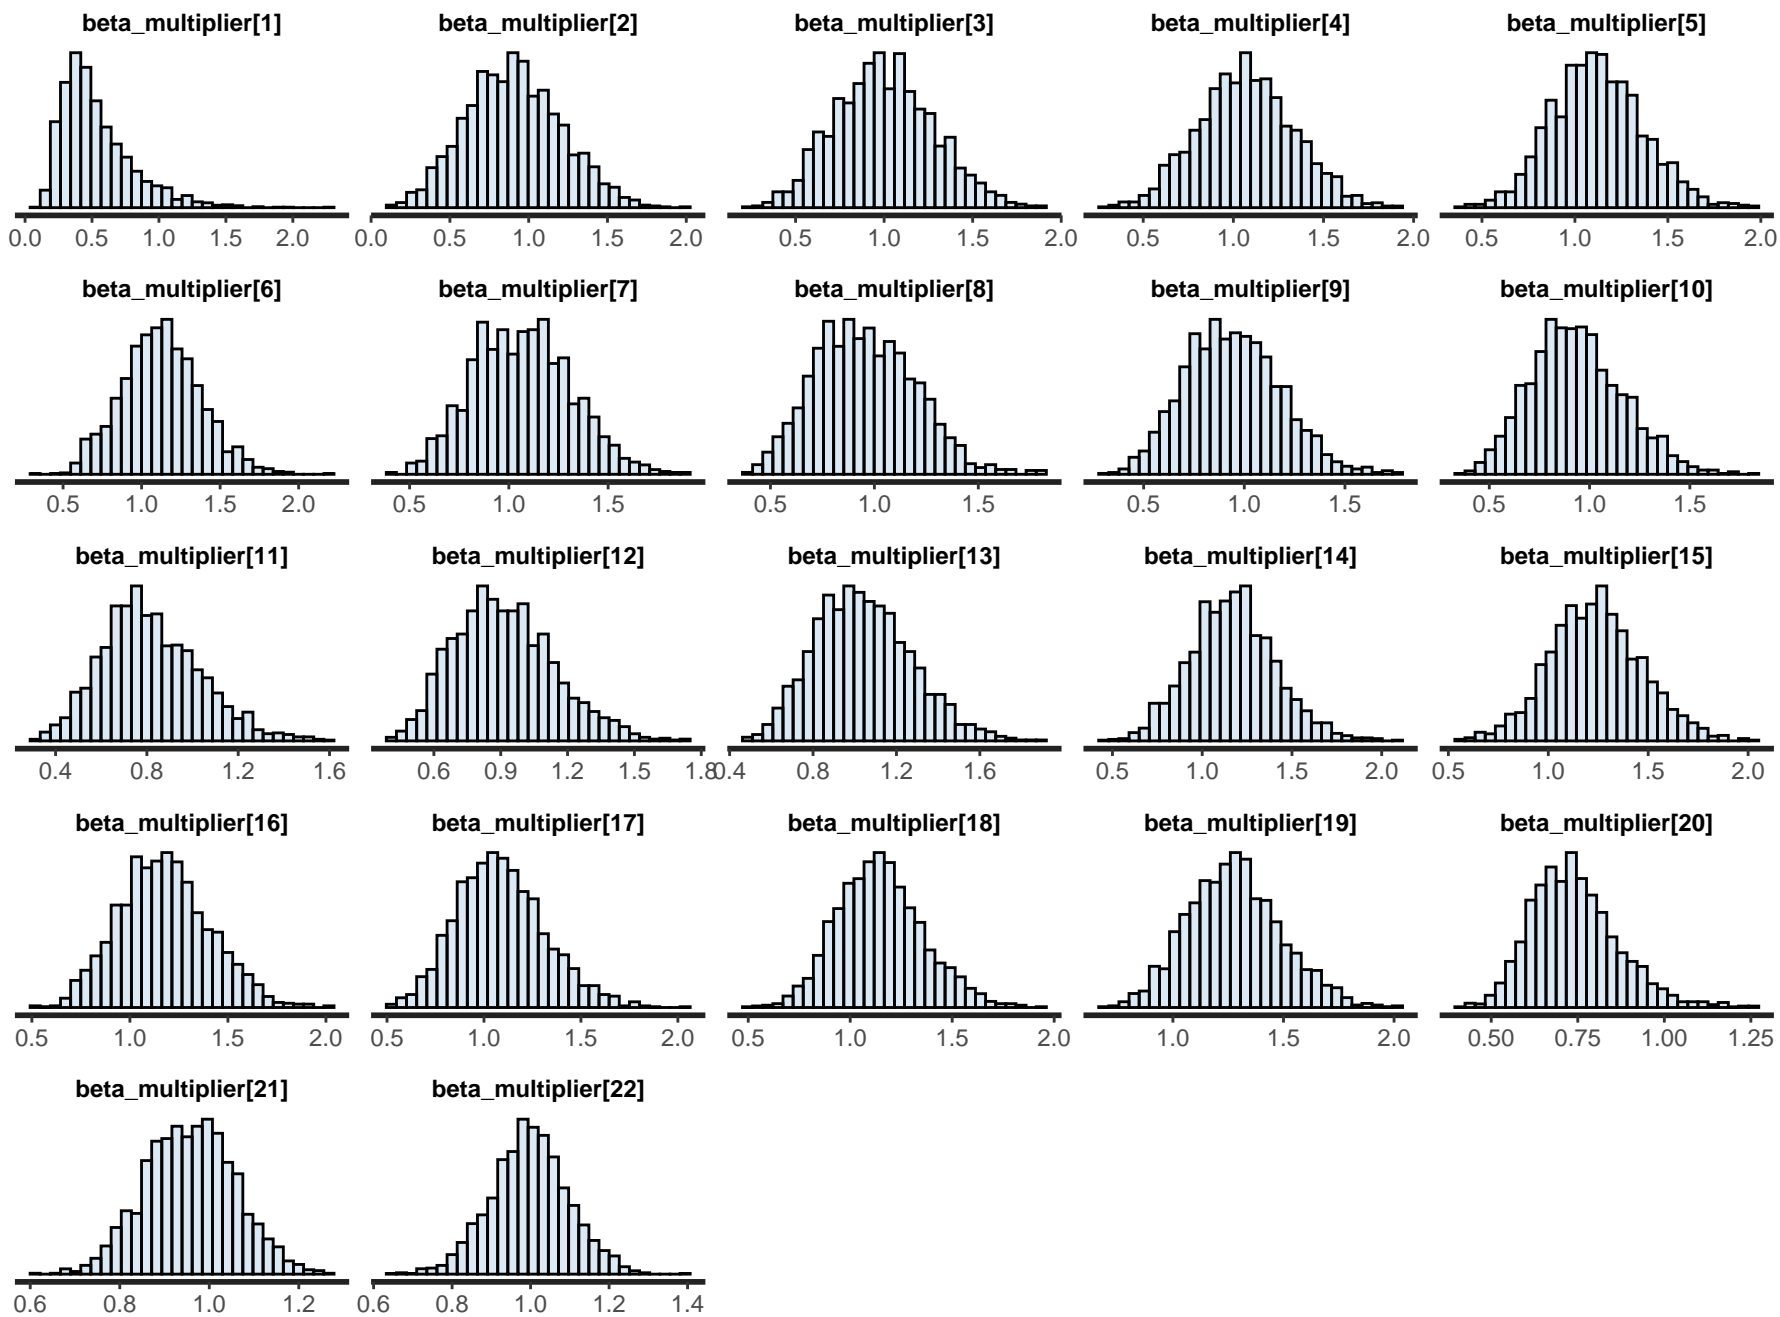 beta_multiplier[1] beta_multiplier[2] beta_multiplier[3] beta_multiplier[4] beta_multiplier[5]
0.0 0.5 1.0 1.5 2.0 0.0 0.5 1.0 1.5 2.0 0.5 1.0 1.5 2.0 0.5 1.0 1.5 2.0 0.5 1.0 1.5 2.0
beta_multiplier[6] beta_multiplier[7] beta_multiplier[8] beta_multiplier[9] beta_multiplier[10]
0.5 1.0 1.5 2.0 0.5 1.0 1.5 0.5 1.0 1.5 0.5 1.0 1.5 0.5 1.0 1.5
beta_multiplier[11] beta_multiplier[12] beta_multiplier[13] beta_multiplier[14] beta_multiplier[15]
0.4 0.8 1.2 1.6 0.6 0.9 1.2 1.5 1.8 0.4 0.8 1.2 1.6 0.5 1.0 1.5 2.0 0.5 1.0 1.5 2.0
beta_multiplier[16] beta_multiplier[17] beta_multiplier[18] beta_multiplier[19] beta_multiplier[20]
0.5 1.0 1.5 2.0 0.5 1.0 1.5 2.0 0.5 1.0 1.5 2.0 1.0 1.5 2.0 0.50 0.75 1.00 1.25
beta_multiplier[21] beta_multiplier[22]
0.6 0.8 1.0 1.2 0.6 0.8 1.0 1.2 1.4